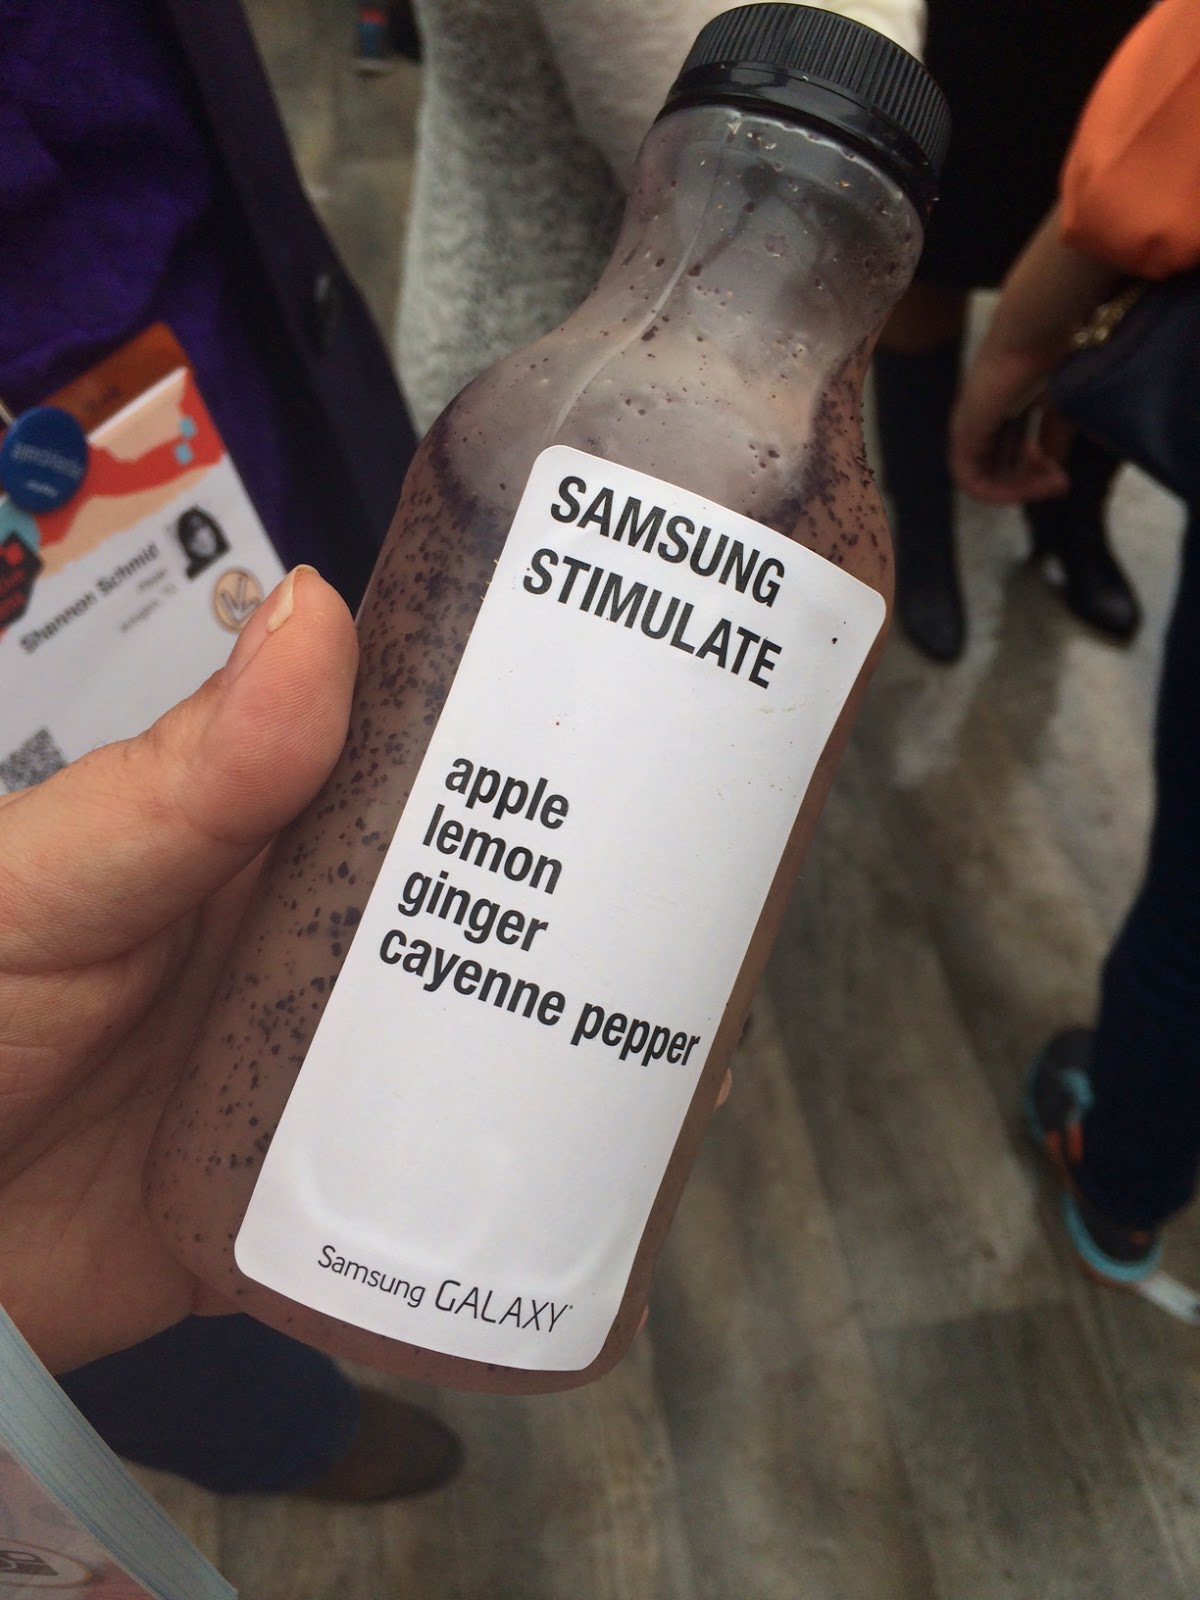 SAMSUNG
STIMULATE
apple
lemon
ginger
cayenne pepper
Samsung GALAXY
Shannon Schmid